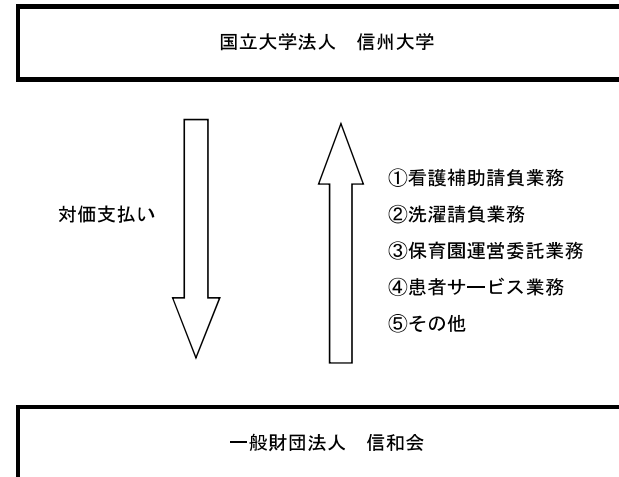 国立大学法人　信州大学
対価支払い
①看護補助請負業務
②洗濯請負業務
③保育園運営委託業務
④患者サービス業務
⑤その他
一般財団法人　信和会